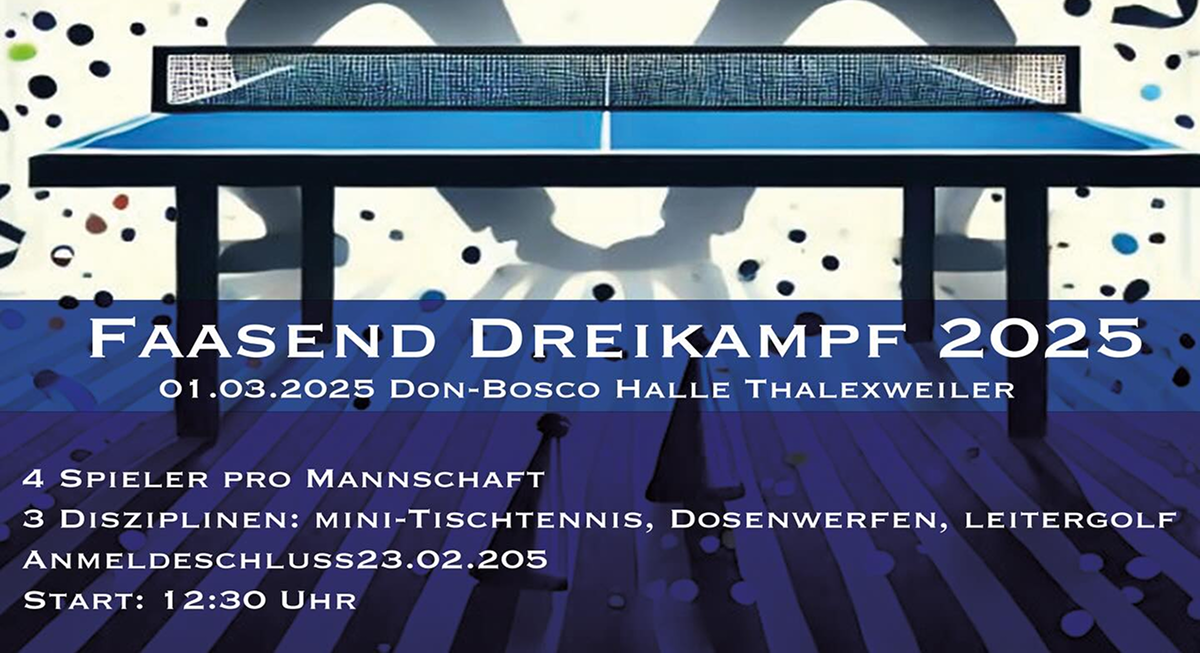 Faasend Dreikampf 2025
01.03.2025 Don-Bosco Halle Thalexweiler
4 Spieler pro Mannschaft
3 Disziplinen: mini-Tischtennis, Dosenwerfen, leitergolf
Anmeldeschluss23.02.205
Start: 12:30 Uhr